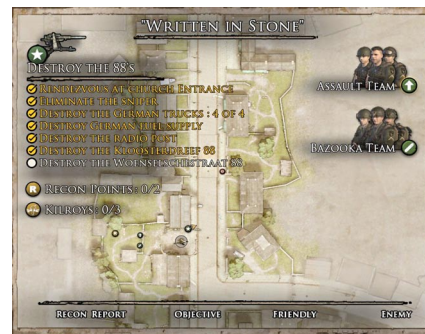 "Written in Stone"
Destroy the 88's
Rendezvous at Church Entrance
Eliminate the sniper
Destroy the German trucks : 4 of 4
Destroy German fuel supply
Destroy the radio post
Destroy the Kloosterdreef 88
Destroy the Woenselschestraat 88
R Recon Points : 0/2
Kilroys : 0/3
Assault Team
Bazooka Team
Recon Report Objective Friendly Enemy